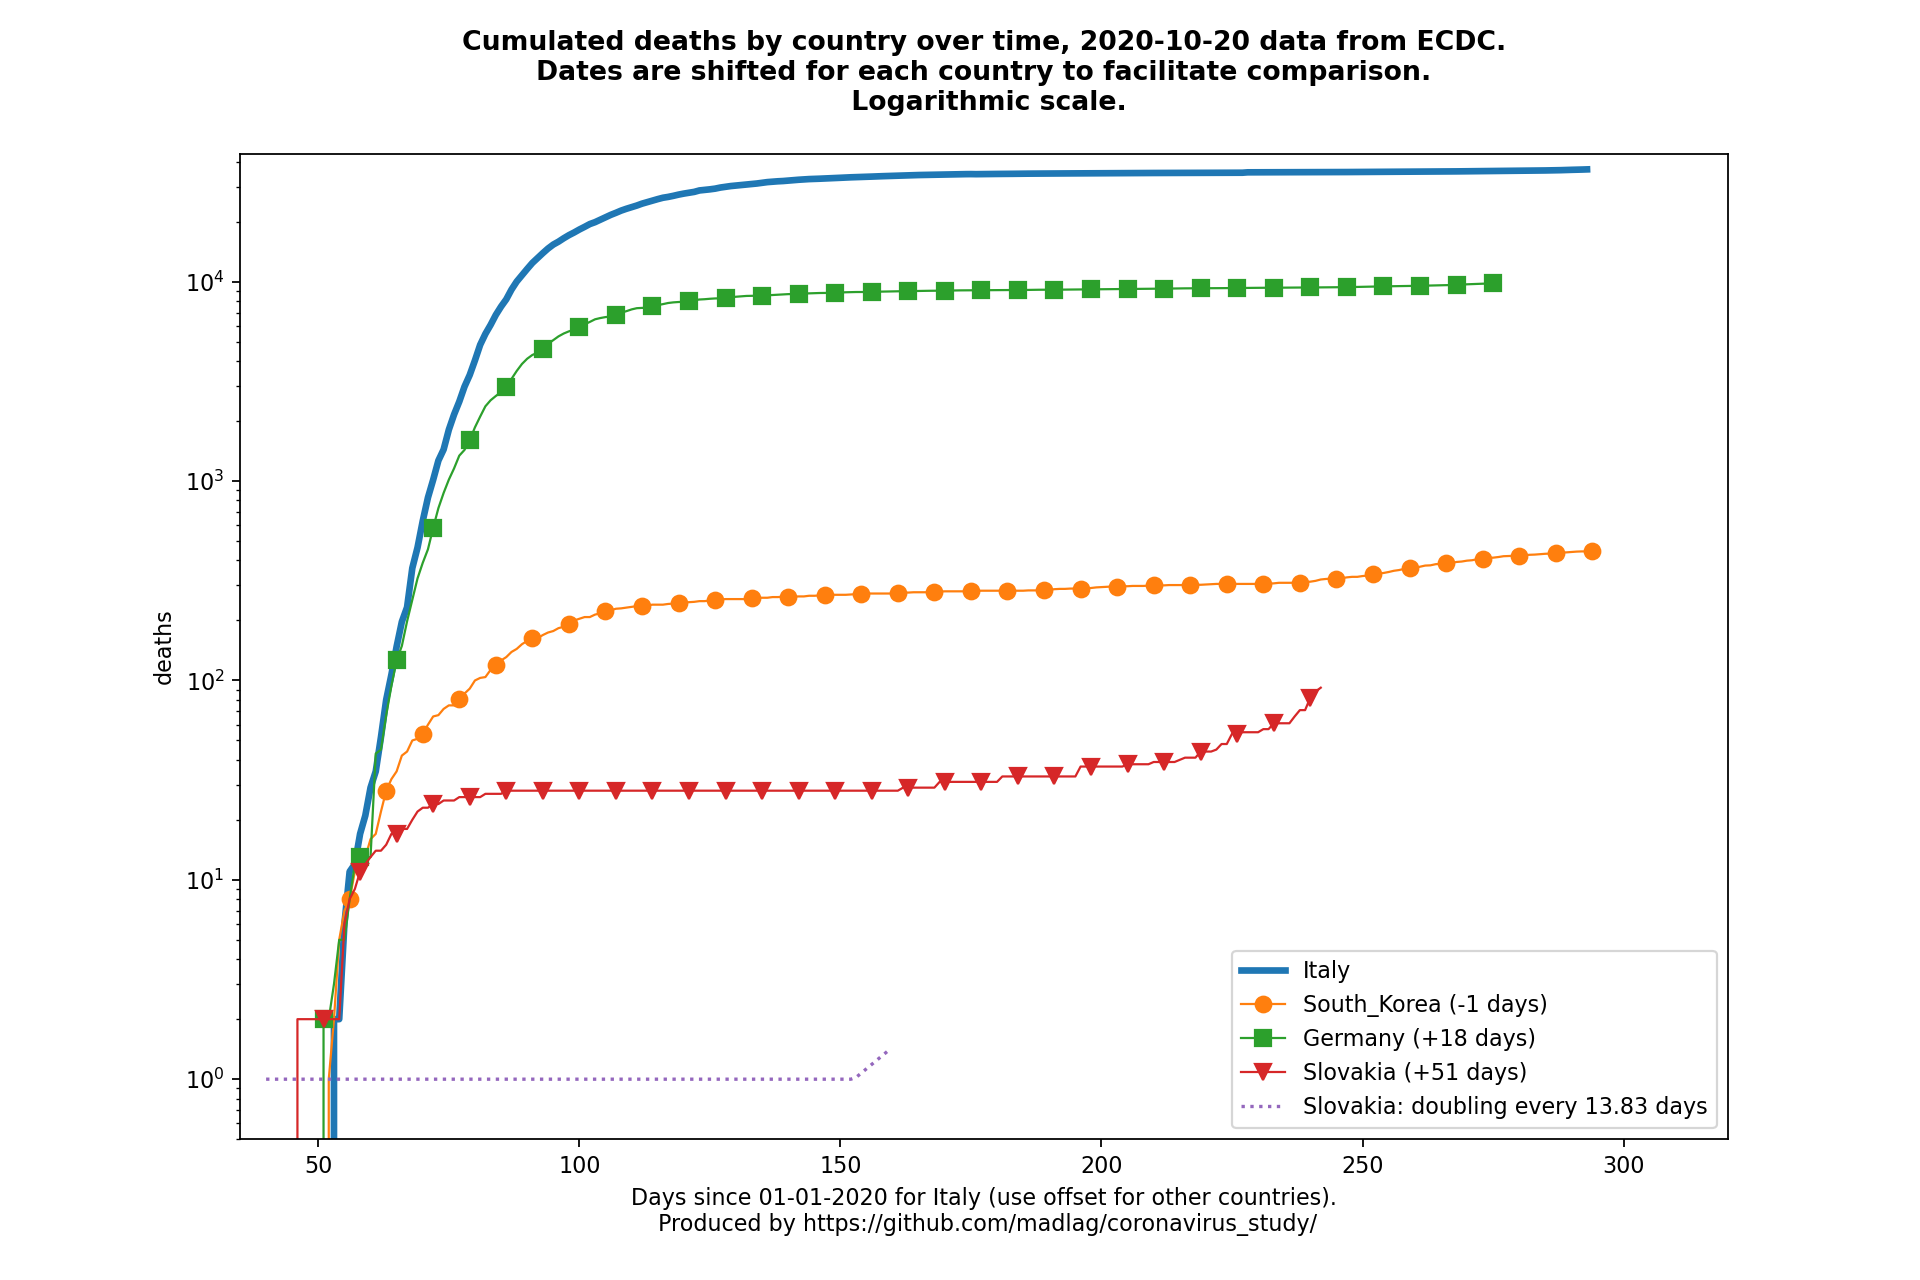 Cumulated deaths by country over time, 2020-10-20 data from ECDC.
Dates are shifted for each country to facilitate comparison.
Logarithmic scale.
deaths
10^4
10^3
10^2
10^1
10^0
50 100 150 200 250 300
Italy
South_Korea (-1 days)
Germany (+18 days)
Slovakia (+51 days)
Slovakia: doubling every 13.83 days
Days since 01-01-2020 for Italy (use offset for other countries).
Produced by https://github.com/madlag/coronavirus_study/